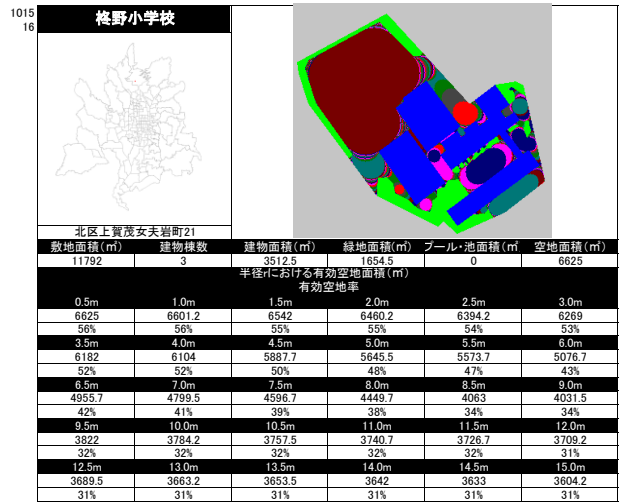 1015
16
柊野小学校
北区上賀茂女夫岩町21
敷地面積(㎡) 建物棟数 建物面積(㎡) 緑地面積(㎡) プール・池面積(㎡ 空地面積(㎡)
11792 3 3512.5 1654.5 0 6625
半径rにおける有効空地面積(㎡)
有効空地率
0.5m 1.0m 1.5m 2.0m 2.5m 3.0m
6625 6601.2 6542 6460.2 6394.2 6269
56% 56% 55% 55% 54% 53%
3.5m 4.0m 4.5m 5.0m 5.5m 6.0m
6182 6104 5887.7 5645.5 5573.7 5076.7
52% 52% 50% 48% 47% 43%
6.5m 7.0m 7.5m 8.0m 8.5m 9.0m
4955.7 4799.5 4596.7 4449.7 4063 4031.5
42% 41% 39% 38% 34% 34%
9.5m 10.0m 10.5m 11.0m 11.5m 12.0m
3822 3784.2 3757.5 3740.7 3726.7 3709.2
32% 32% 32% 32% 32% 31%
12.5m 13.0m 13.5m 14.0m 14.5m 15.0m
3689.5 3663.2 3653.5 3642 3633 3604.2
31% 31% 31% 31% 31% 31%